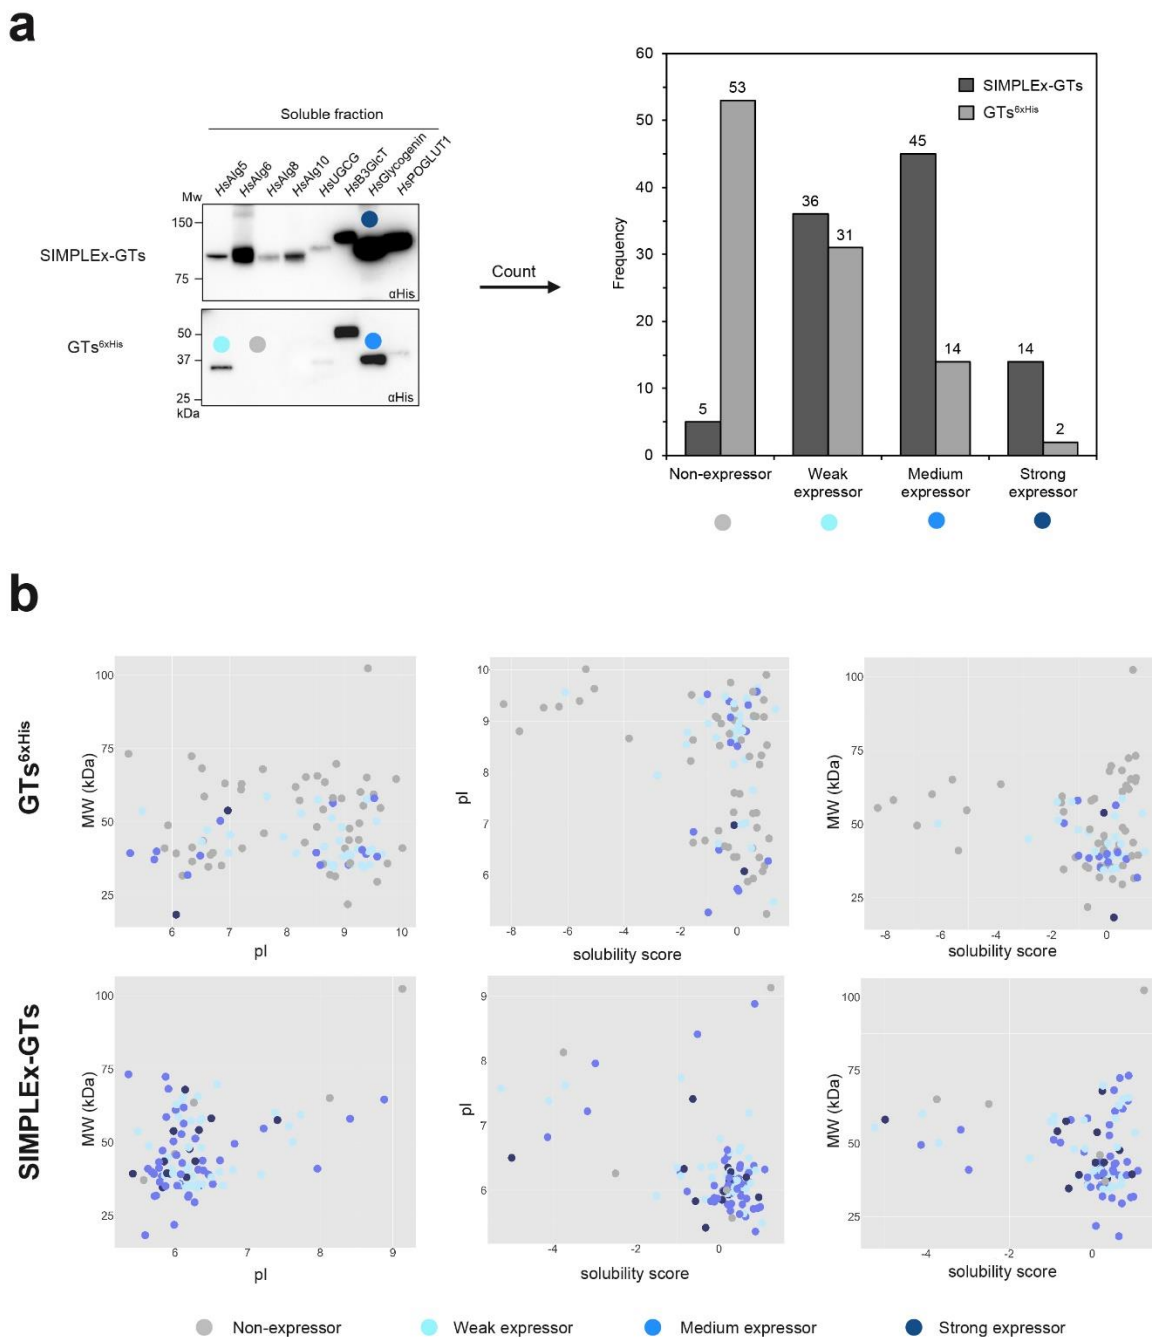 a
Soluble fraction
HsAlg5
HsAlg6
HsAlg8
HsAlg10
HsUGCG
HsB3GlcT
HsGlycogenin
HsPOGLUT1
Mw
150
75
SIMPLEx-GTs
αHis
GTs6xHis
50
37
25
kDa
αHis
Count
60
50
40
30
20
10
0
Frequency
SIMPLEx-GTs
GTs6xHis
5
53
36
31
45
14
14
2
Non-expressor
Weak
expressor
Medium
expressor
Strong
expressor
b
GTs6xHis
MW (kDa)
100
75
50
25
6 7 8 9 10
pI
pI
10
9
8
7
6
-8 -6 -4 -2 0
solubility score
MW (kDa)
100
75
50
25
-8 -6 -4 -2 0
solubility score
SIMPLEx-GTs
MW (kDa)
100
75
50
25
6 7 8 9
pI
pI
9
8
7
6
-4 -2 0
solubility score
MW (kDa)
100
75
50
25
-4 -2 0
solubility score
Non-expressor Weak expressor Medium expressor Strong expressor